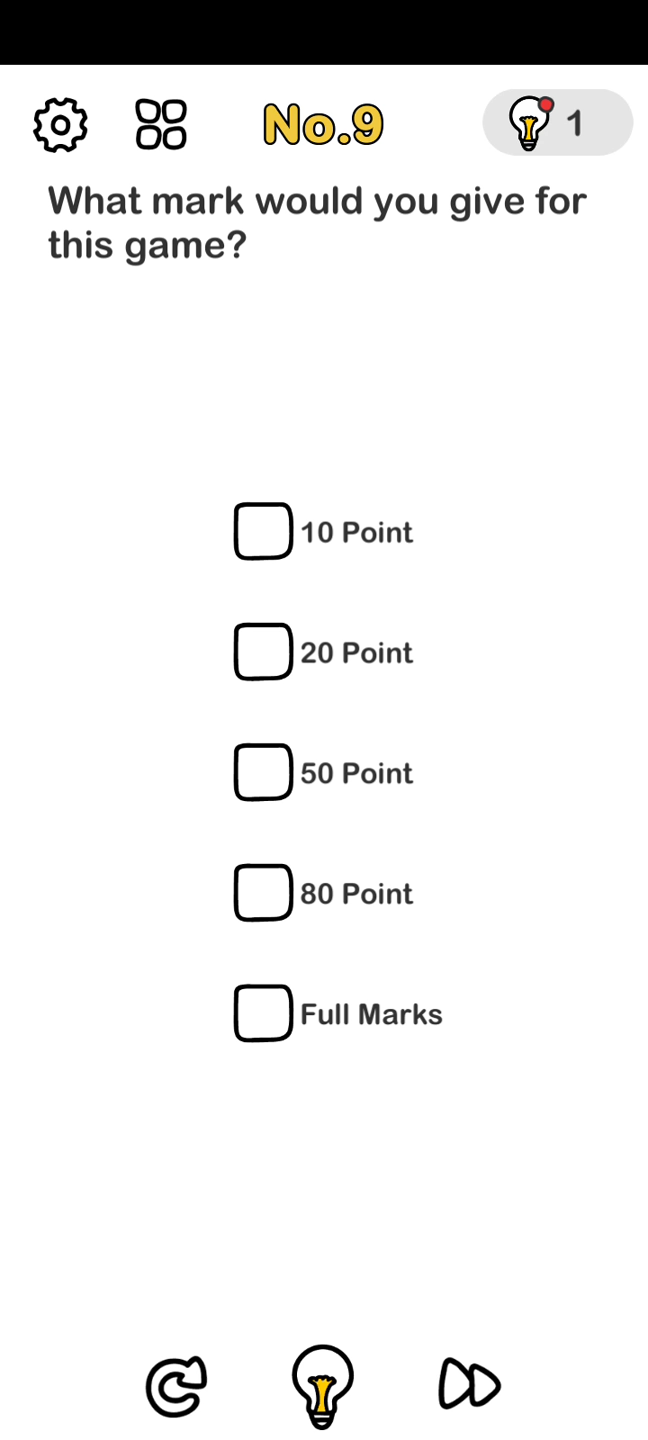 No.9
1
What mark would you give for
this game?
10 Point
20 Point
50 Point
80 Point
Full Marks